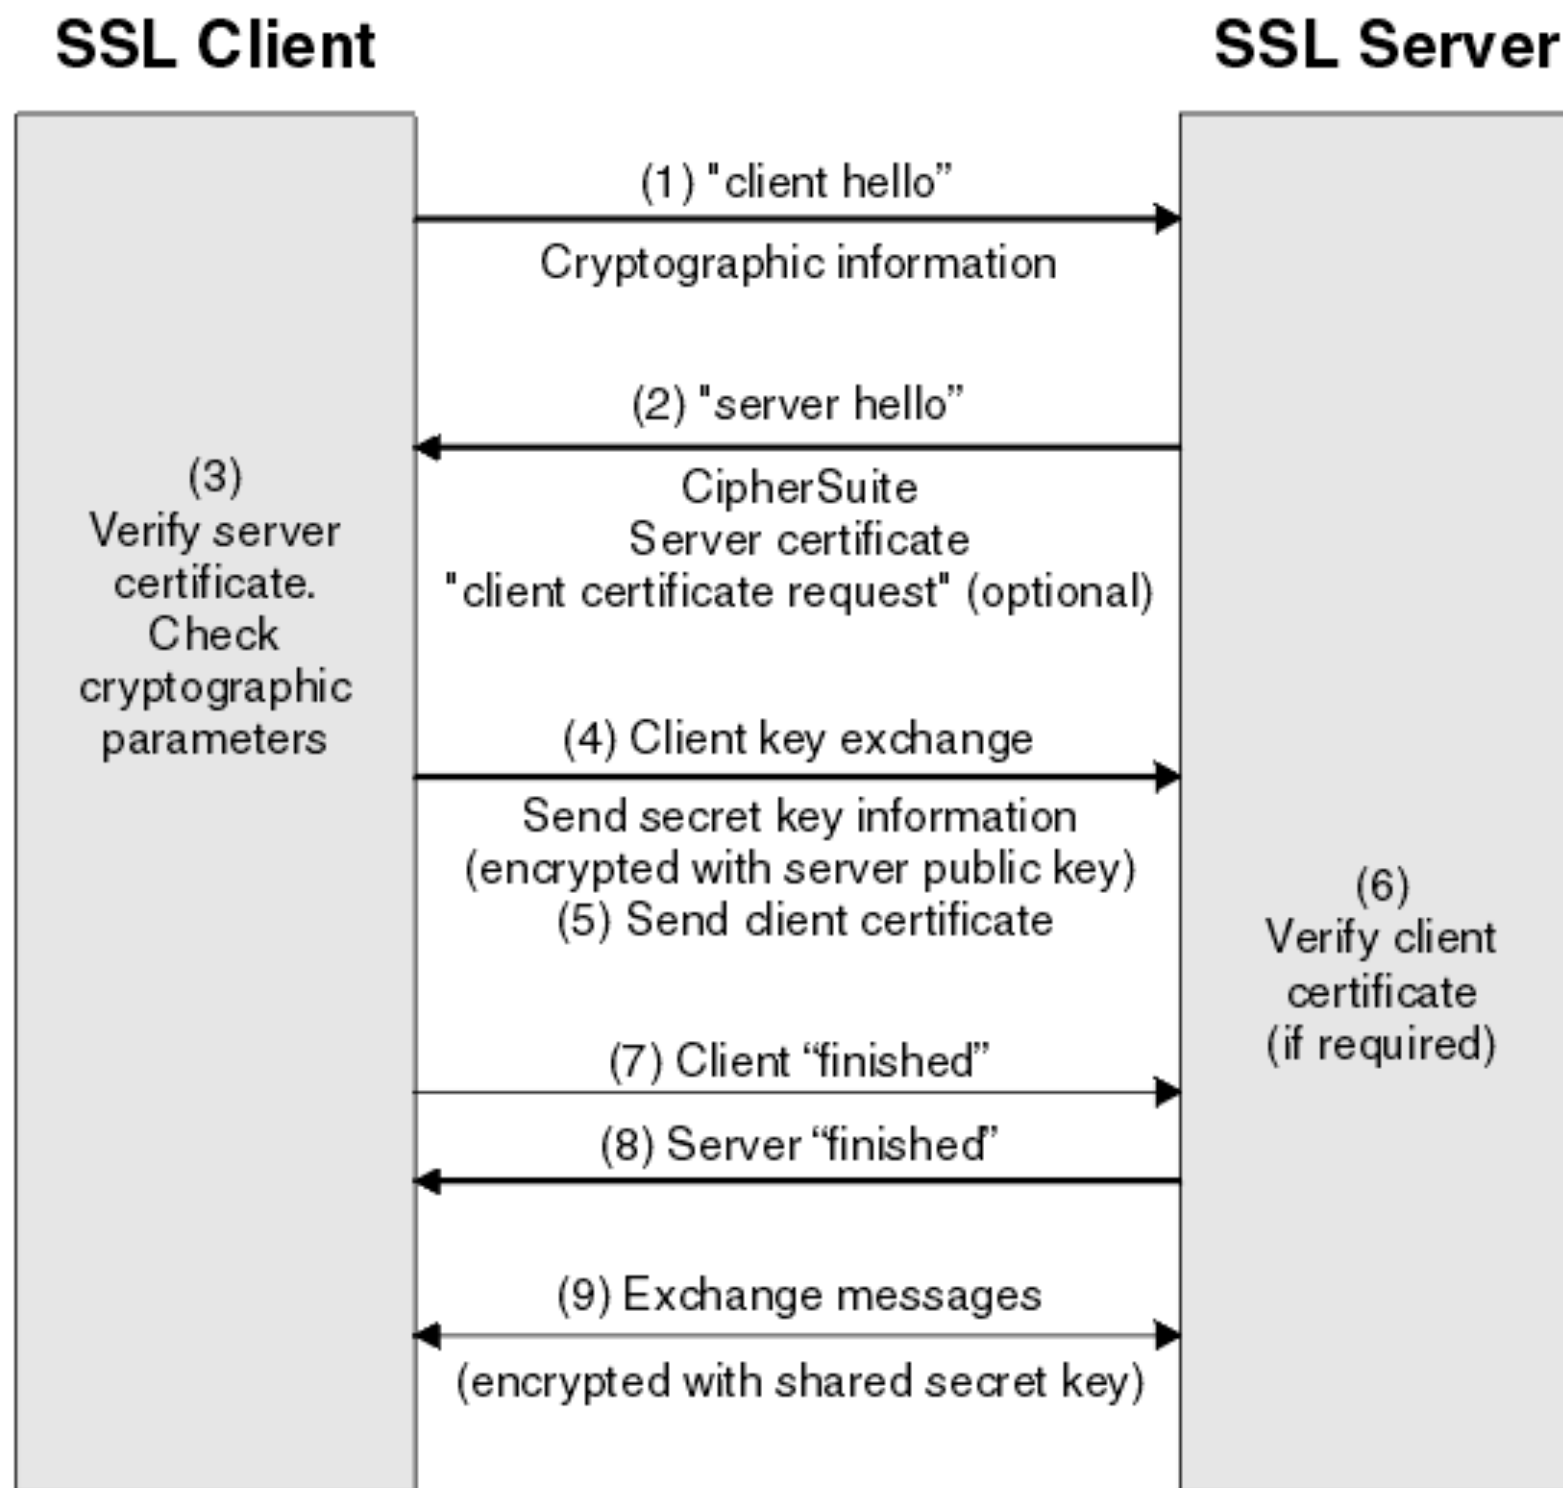 SSL Client
SSL Server
(1) "client hello”
Cryptographic information
(2) "server hello”
CipherSuite
Server certificate
"client certificate request" (optional)
(3)
Verify server
certificate.
Check
cryptographic
parameters
(4) Client key exchange
Send secret key information
(encrypted with server public key)
(5) Send client certificate
(6)
Verify client
certificate
(if required)
(7) Client “finished”
(8) Server “finished”
(9) Exchange messages
(encrypted with shared secret key)